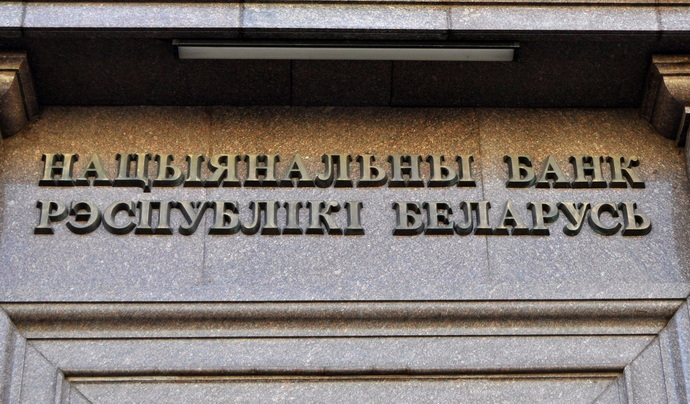 НАЦЫЯНАЛЬНЫ БАНК
РЭСПУБЛІКІ БЕЛАРУСЬ